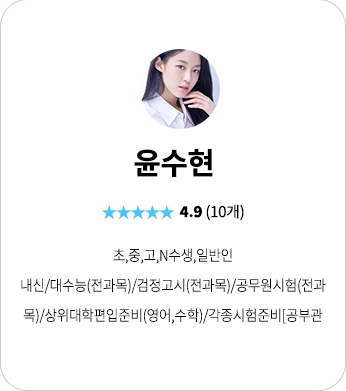 윤수현
★★★★★ 4.9 (10개)
초,중,고,N수생,일반인
내신/대수능(전과목)/검정고시(전과목)/공무원시험(전과
목)/상위대학편입준비(영어,수학)/각종시험준비[공부관